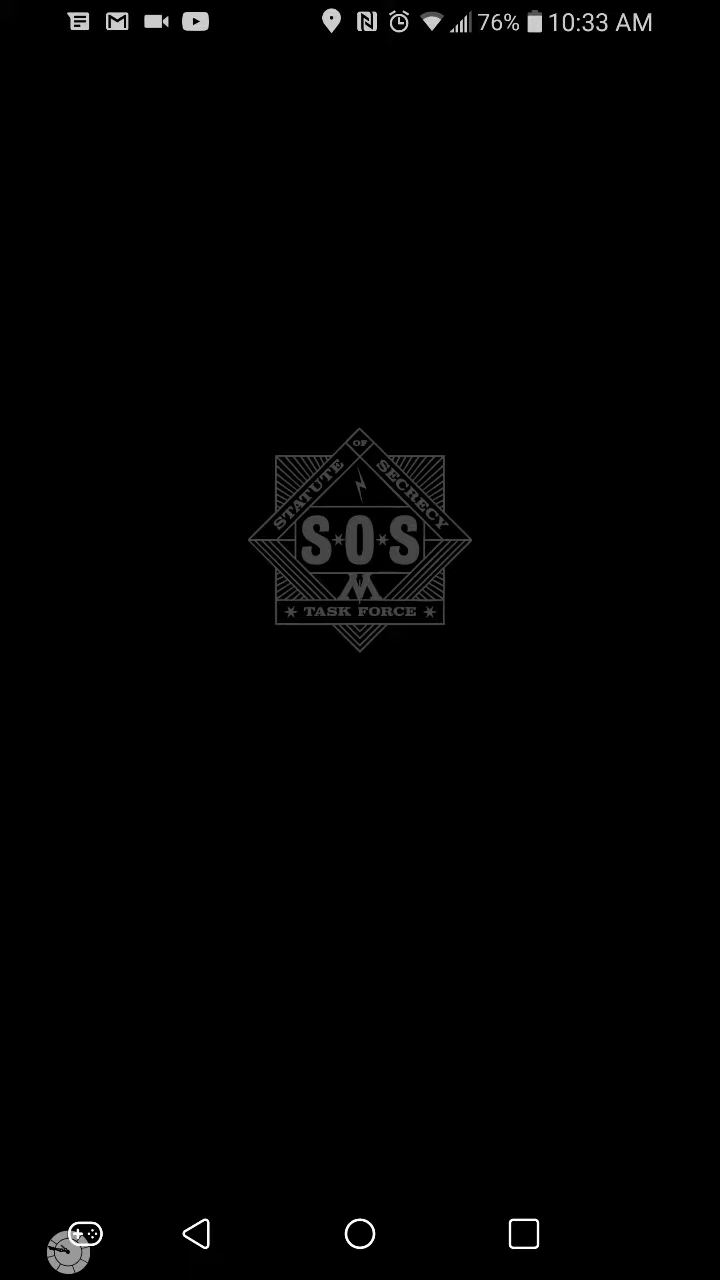 76% 10:33 AM
OF
STATUTE SECRECY
S★O★S
M
★ TASK FORCE ★